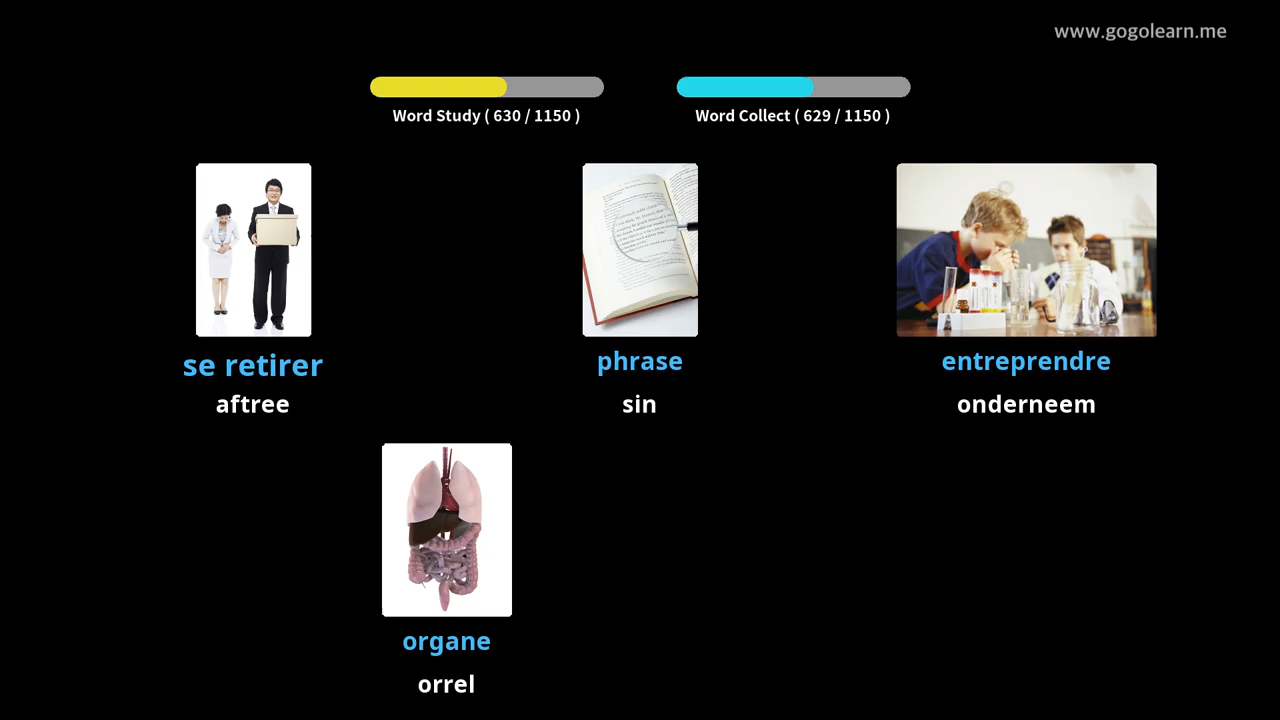 www.gogolearn.me
Word Study ( 630 / 1150 )
Word Collect ( 629 / 1150 )
se retirer
aftree
phrase
sin
entreprendre
onderneem
organe
orrel